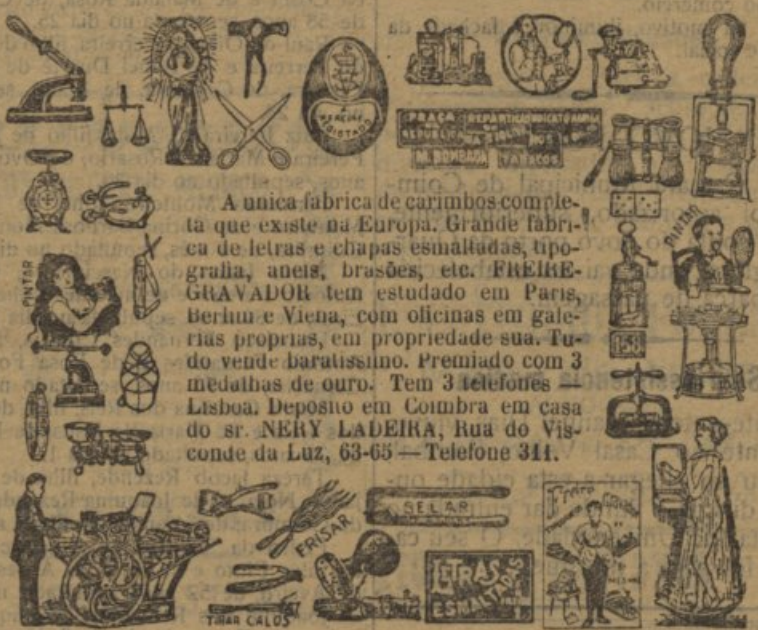 PRAÇA
DA
REPUBLICA
M. BOMBARDA
TABACOS
PINTAR
PINTAR
A unica fabrica de carimbos comple-
ta que existe na Europa. Grande fabri-
ca de letras e chapas esmaltadas, tipo-
grafia, aneis, brasões, etc. FREIRE-
GRAVADOR tem estudado em Paris,
Berlim e Viena, com oficinas em gale-
rias proprias, em propriedade sua. Tu-
do vende baratissimo. Premiado com 3
medalhas de ouro. Tem 3 telefones —
Lisboa. Deposito em Coimbra em casa
do sr. NERY LADEIRA, Rua do Vis-
conde da Luz, 63-65 — Telefone 311.
FRISAR
SELAR
TIRAR CALOS
LETRAS
ESMALTADAS